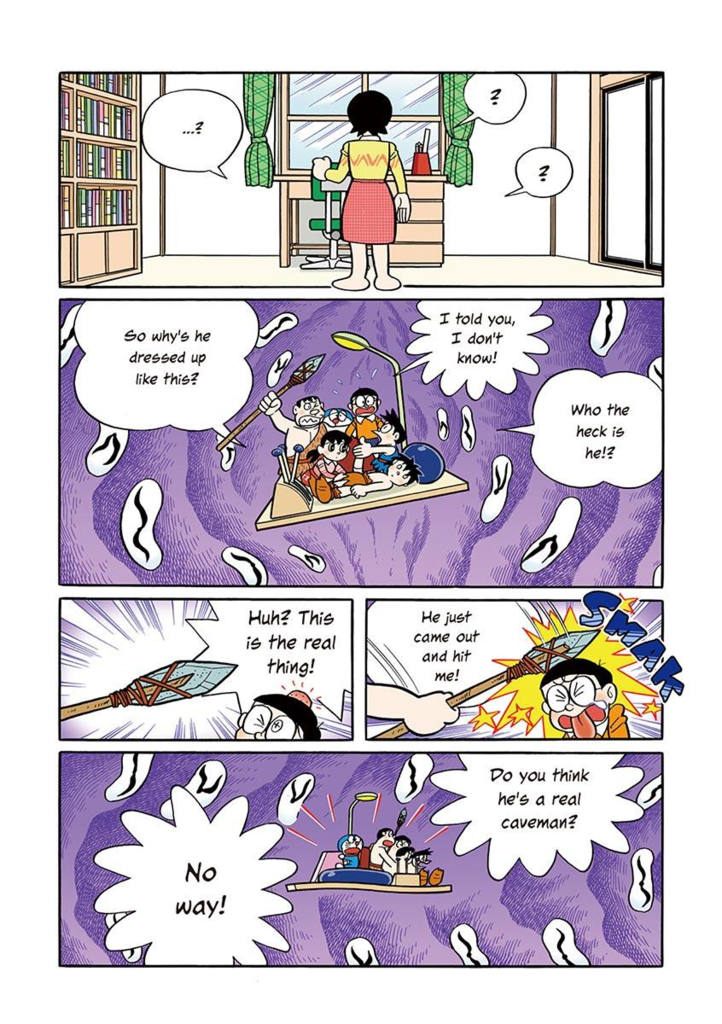 ...?
?
?
So why's he
dressed up
like this?
I told you,
I don't
know!
Who the
heck is
he!?
Huh? This
is the real
thing!
He just
came out
and hit
me!
SMAK
Do you think
he's a real
caveman?
No
way!